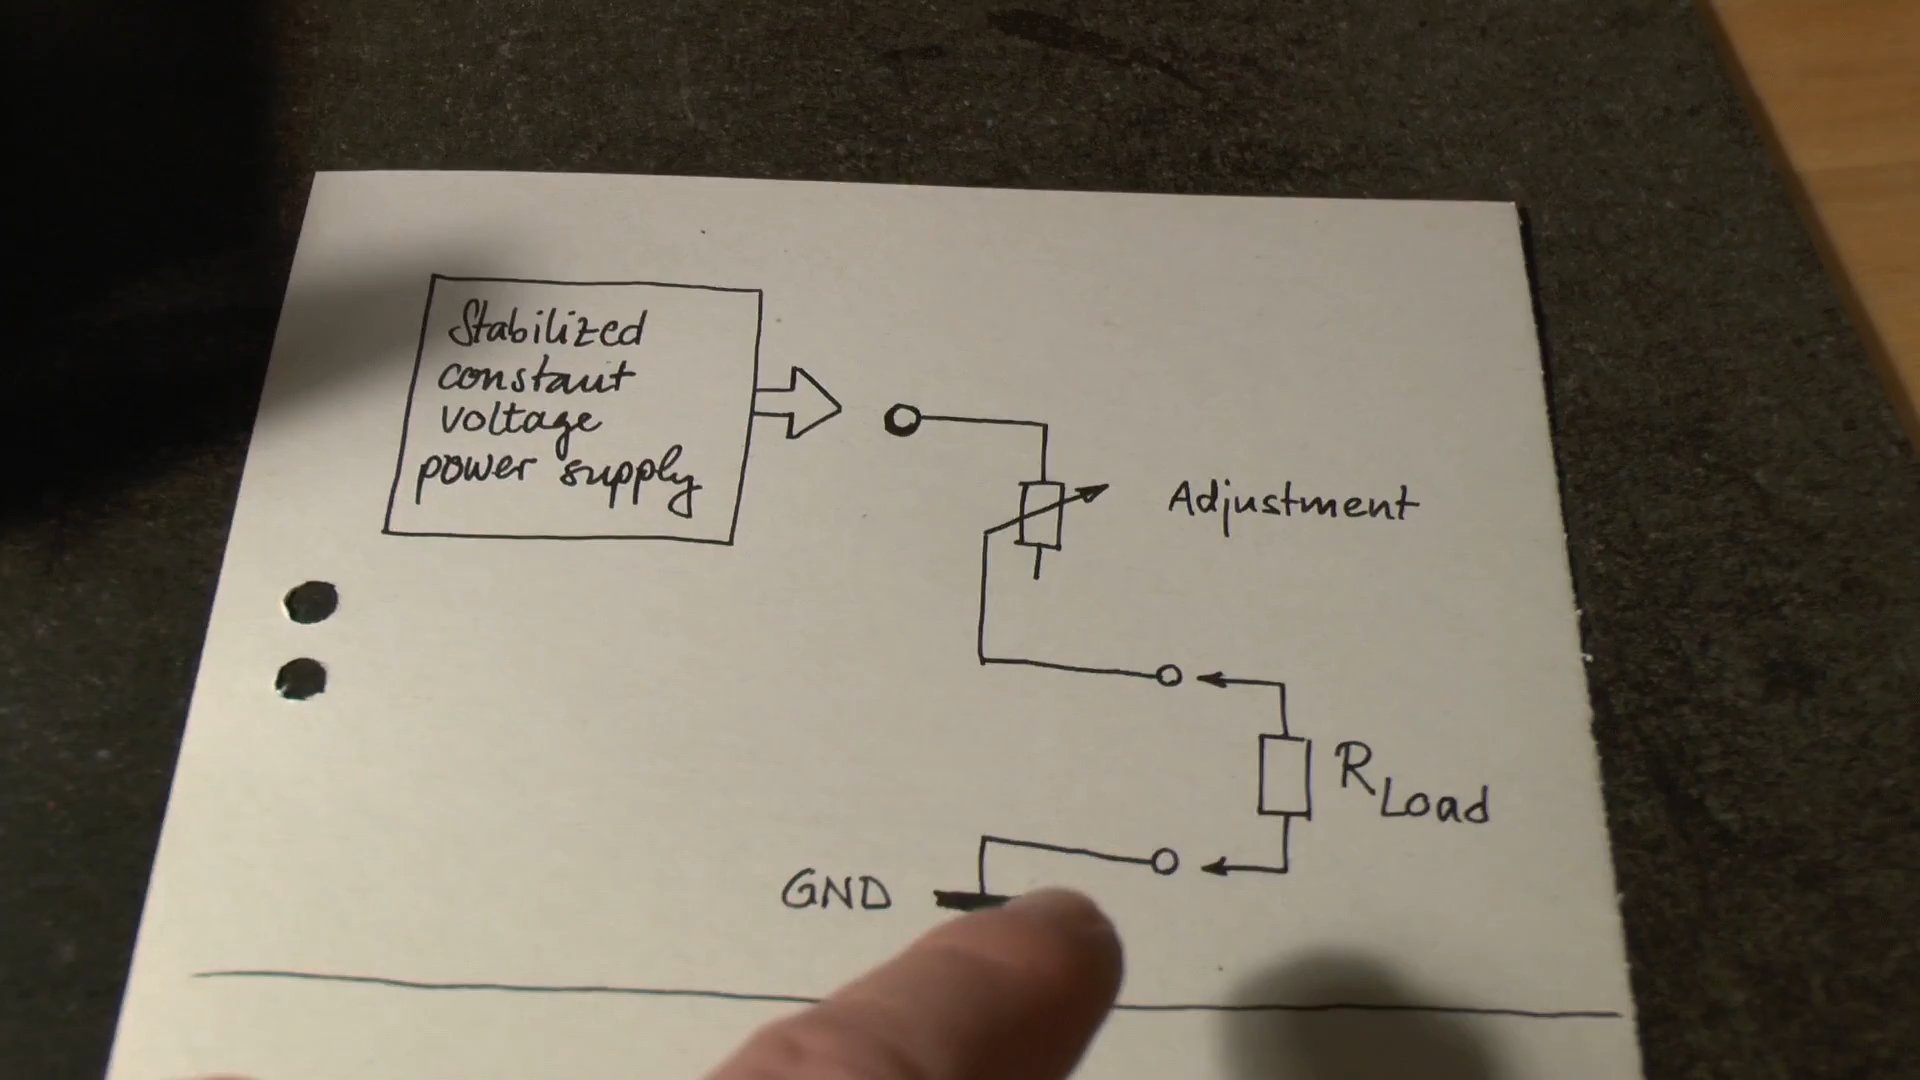 Stabilized
constant
voltage
power supply
Adjustment
RLoad
GND